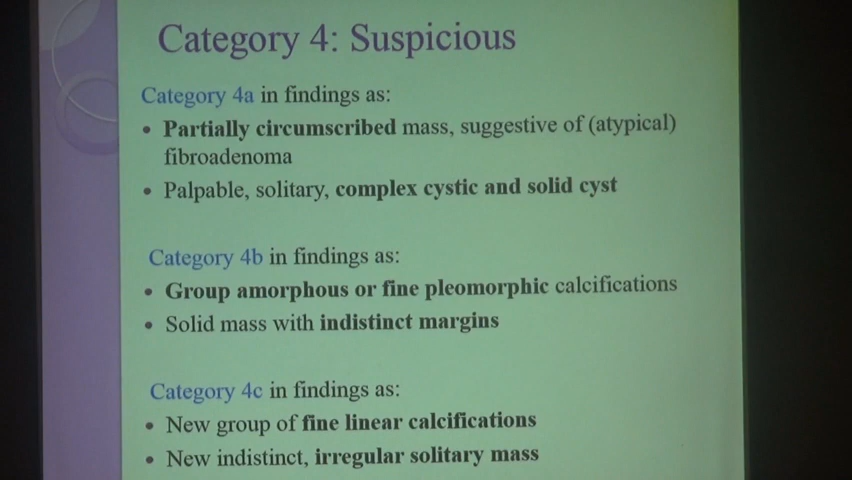 Category 4: Suspicious
Category 4a in findings as:
• Partially circumscribed mass, suggestive of (atypical)
fibroadenoma
• Palpable, solitary, complex cystic and solid cyst
Category 4b in findings as:
• Group amorphous or fine pleomorphic calcifications
• Solid mass with indistinct margins
Category 4c in findings as:
• New group of fine linear calcifications
• New indistinct, irregular solitary mass